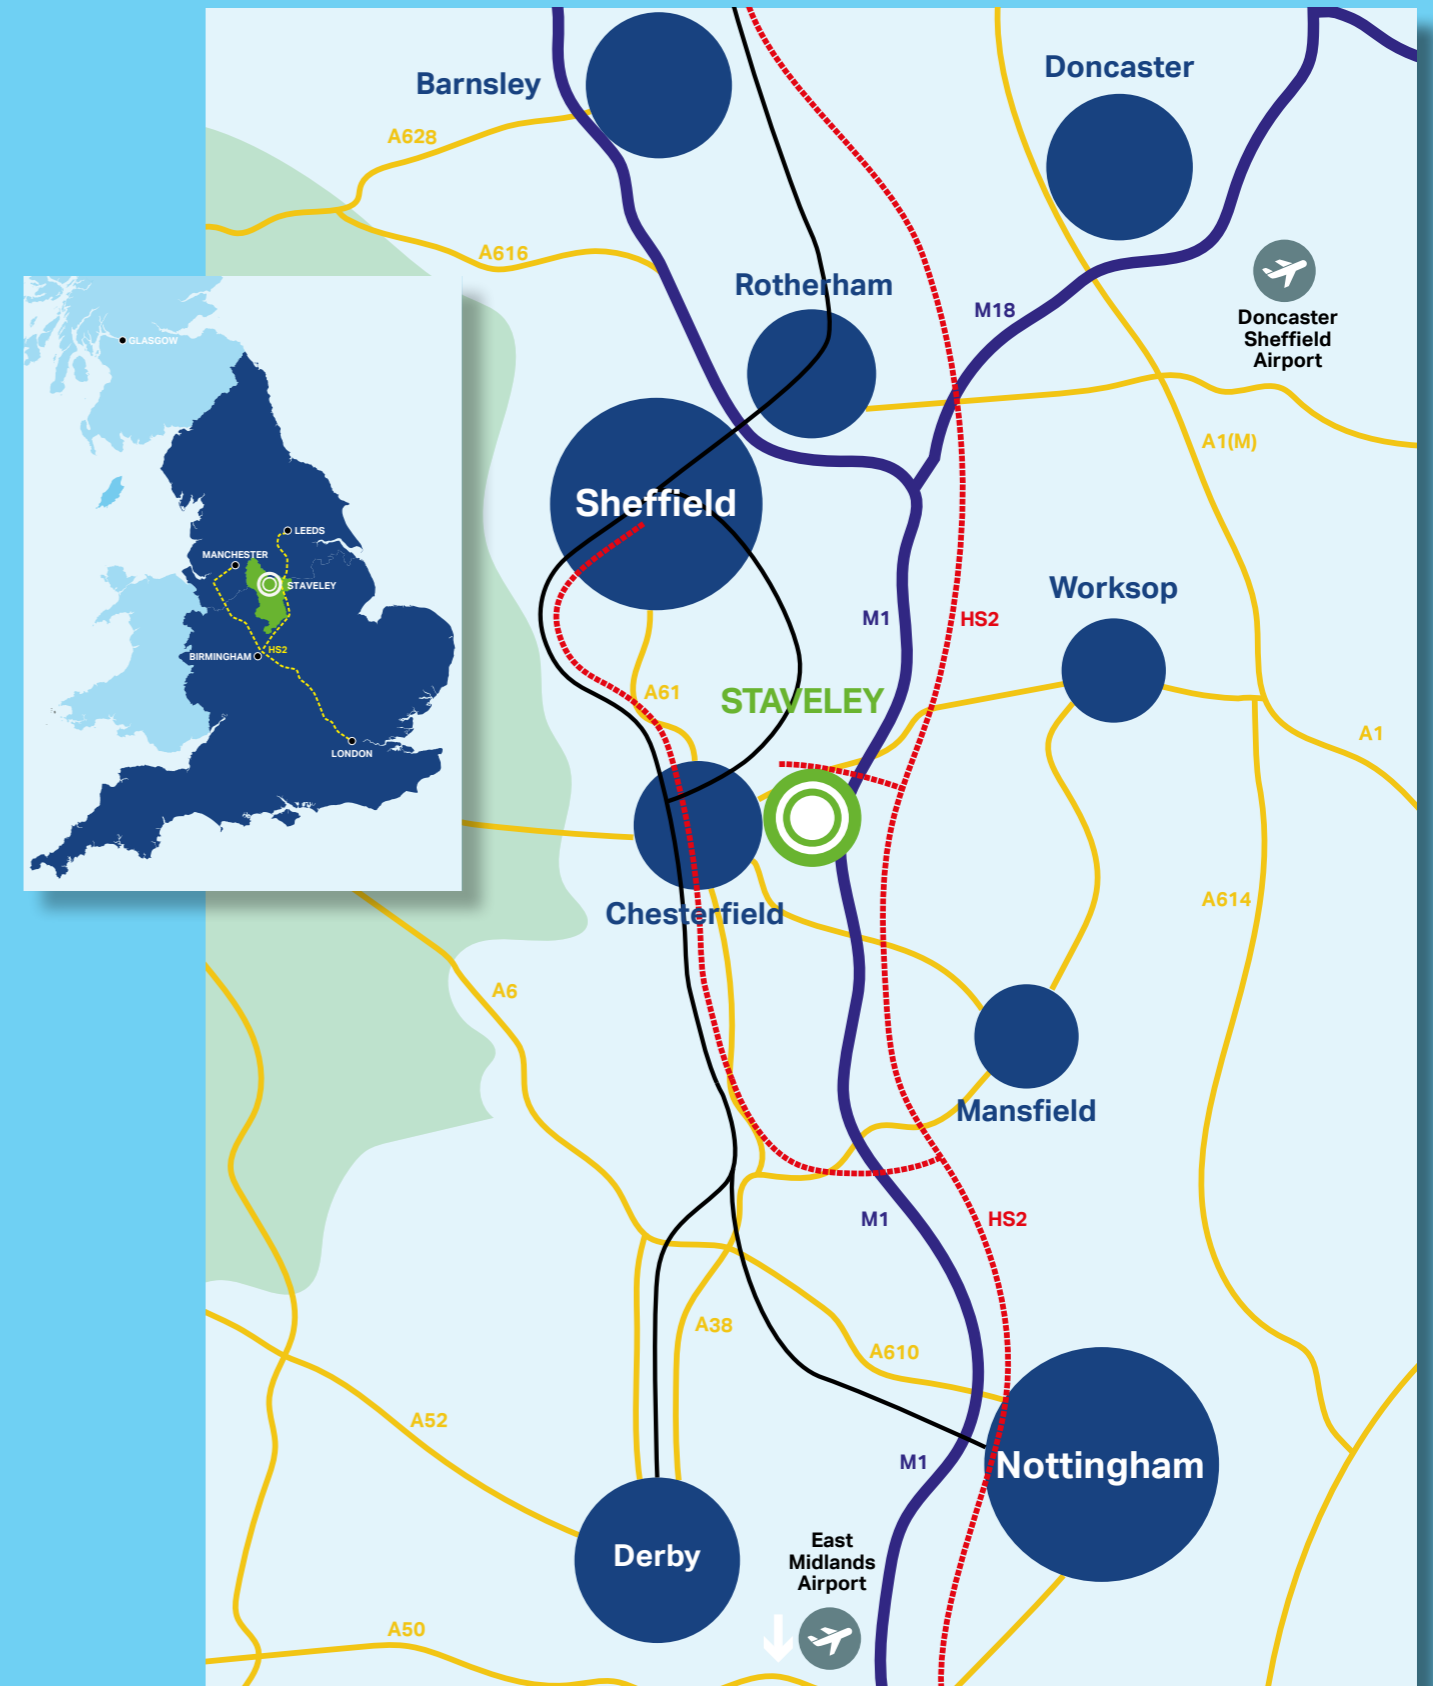 Barnsley
Doncaster
A628
A616
Rotherham
M18
Doncaster
Sheffield
Airport
GLASGOW
A1(M)
Sheffield
LEEDS
MANCHESTER
STAVELEY
HS2
BIRMINGHAM
LONDON
Worksop
M1
HS2
A61
STAVELEY
A1
A614
Chesterfield
A6
Mansfield
M1
HS2
A38
A610
A52
M1
Nottingham
East
Midlands
Airport
Derby
A50